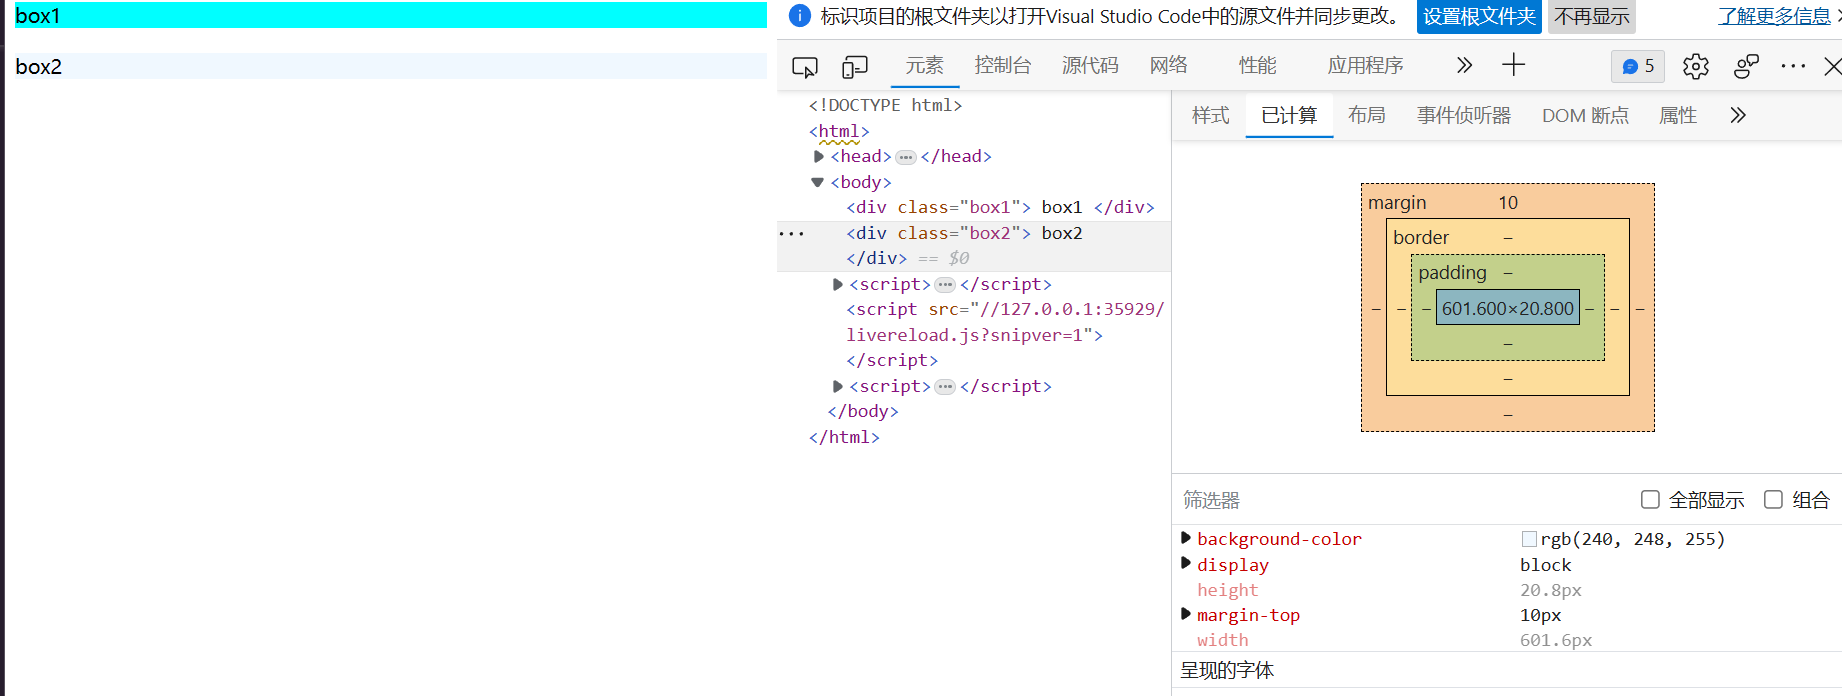 box1
box2
标识项目的根文件夹以打开Visual Studio Code中的源文件并同步更改。 设置根文件夹 不再显示 了解更多信息
元素 控制台 源代码 网络 性能 应用程序 5
<!DOCTYPE html>
<html>
<head>…</head>
<body>
<div class="box1"> box1 </div>
<div class="box2"> box2
</div> == $0
<script>…</script>
<script src="//127.0.0.1:35929/
livereload.js?snipver=1">
</script>
<script>…</script>
</body>
</html>
样式 已计算 布局 事件侦听器 DOM 断点 属性
margin 10
border –
padding –
– – – 601.600×20.800 – – –
–
–
–
筛选器 全部显示 组合
background-color rgb(240, 248, 255)
display block
height 20.8px
margin-top 10px
width 601.6px
呈现的字体